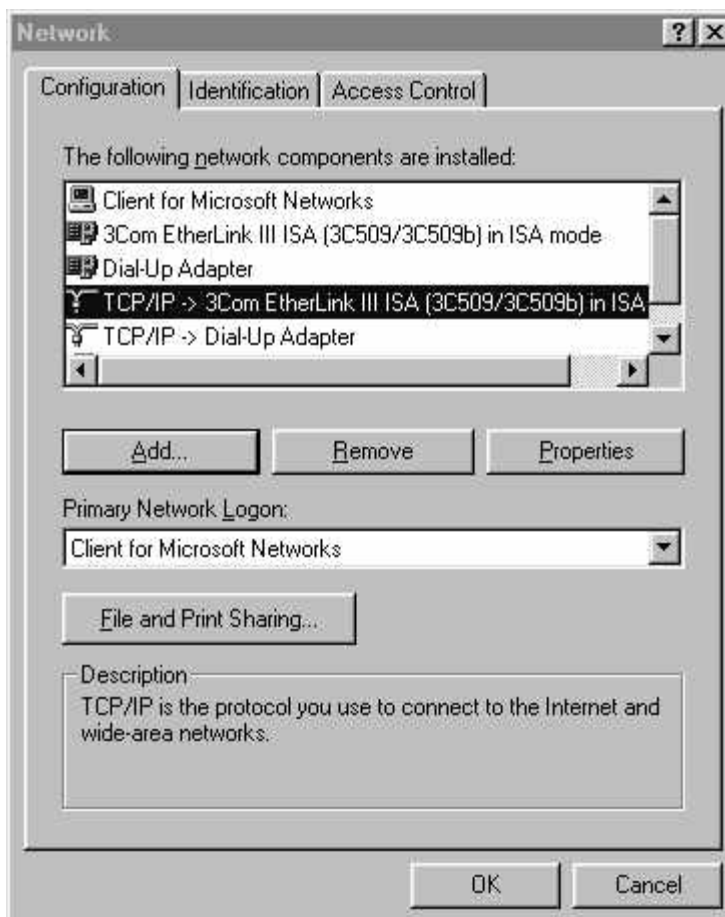 Network
Configuration Identification Access Control
The following network components are installed:
Client for Microsoft Networks
3Com EtherLink III ISA (3C509/3C509b) in ISA mode
Dial-Up Adapter
TCP/IP -> 3Com EtherLink III ISA (3C509/3C509b) in ISA
TCP/IP -> Dial-Up Adapter
Add... Remove Properties
Primary Network Logon:
Client for Microsoft Networks
File and Print Sharing...
Description
TCP/IP is the protocol you use to connect to the Internet and
wide-area networks.
OK Cancel